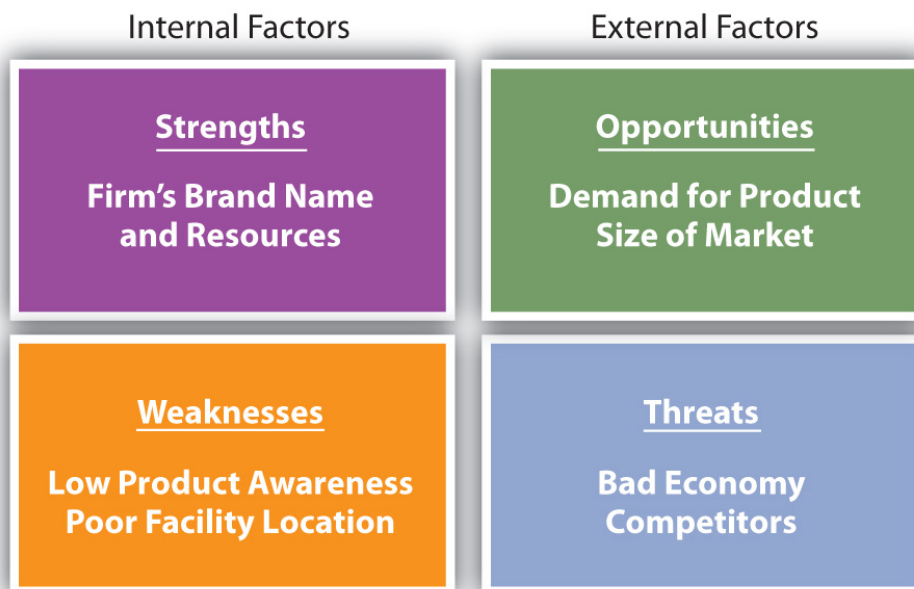 Internal Factors
External Factors
Strengths
Firm’s Brand Name
and Resources
Opportunities
Demand for Product
Size of Market
Weaknesses
Low Product Awareness
Poor Facility Location
Threats
Bad Economy
Competitors